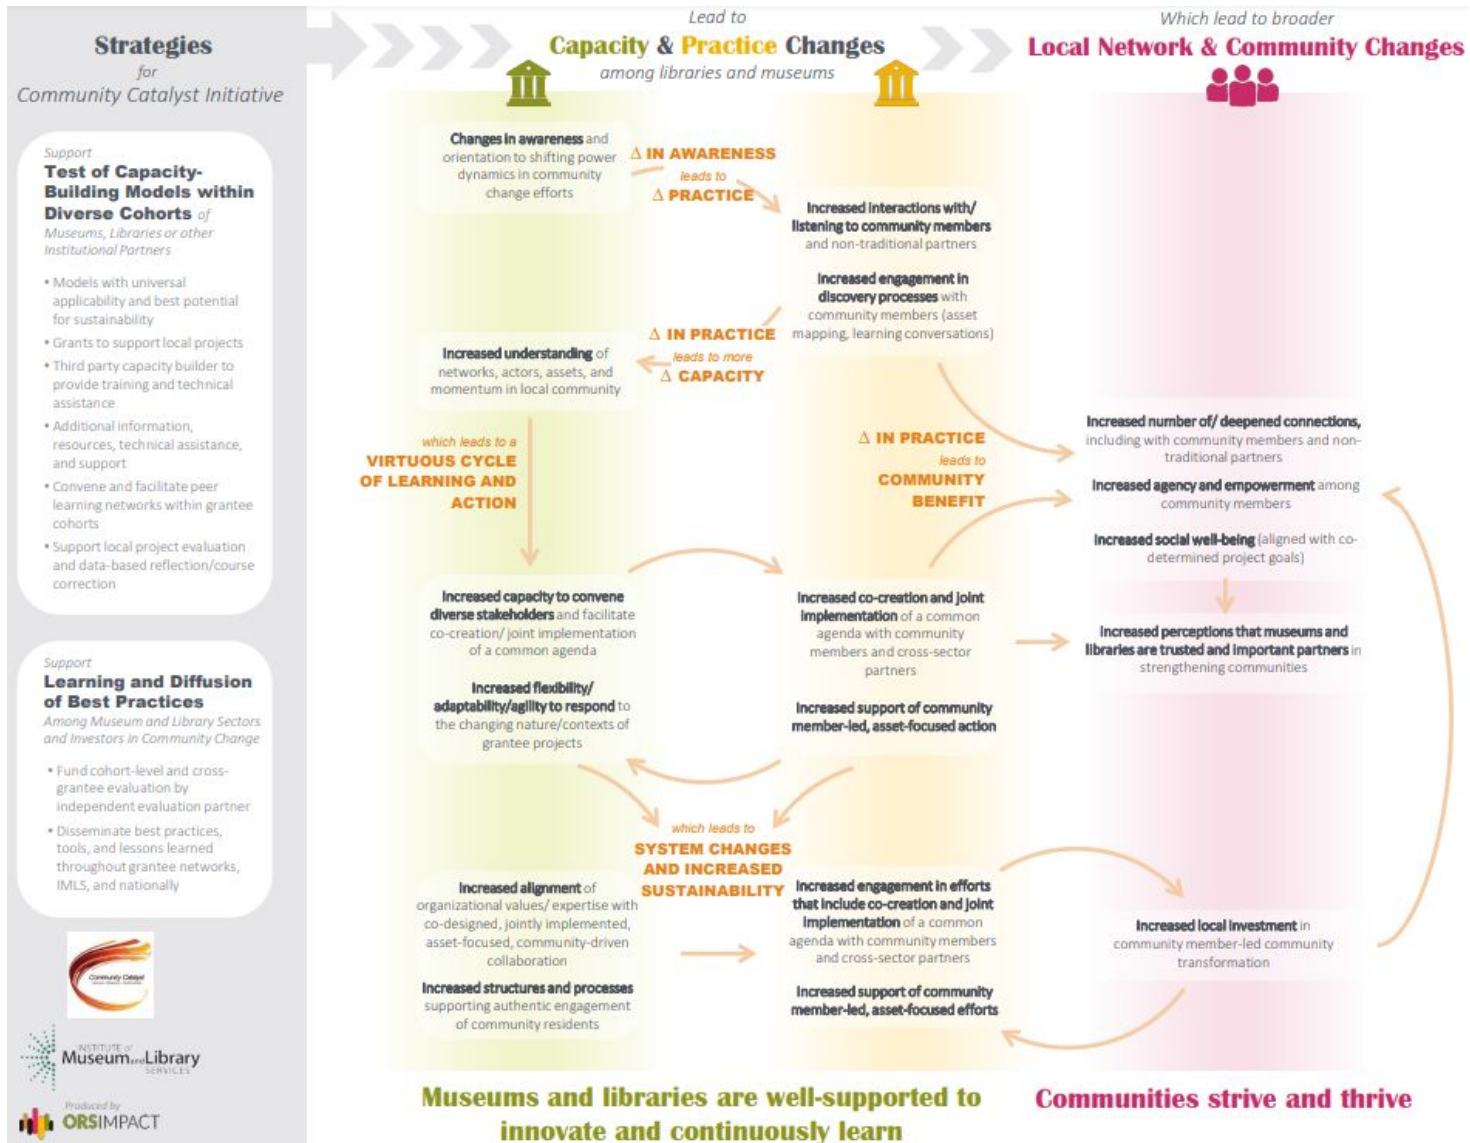 Strategies
for
Community Catalyst Initiative
Support
Test of Capacity-
Building Models within
Diverse Cohorts of
Museums, Libraries or other
Institutional Partners
• Models with universal
applicability and best potential
for sustainability
• Grants to support local projects
• Third party capacity builder to
provide training and technical
assistance
• Additional information,
resources, technical assistance,
and support
• Convene and facilitate peer
learning networks within grantee
cohorts
• Support local project evaluation
and data-based reflection/course
correction
Support
Learning and Diffusion
of Best Practices
Among Museum and Library Sectors
and Investors in Community Change
• Fund cohort-level and cross-
grantee evaluation by
independent evaluation partner
• Disseminate best practices,
tools, and lessons learned
throughout grantee networks,
IMLS, and nationally
Community Catalyst
INSTITUTE of
Museum and Library
SERVICES
Produced by
ORSIMPACT
Lead to
Capacity & Practice Changes
among libraries and museums
Changes in awareness and
orientation to shifting power
dynamics in community
change efforts
Δ IN AWARENESS
leads to
Δ PRACTICE
Increased interactions with/
listening to community members
and non-traditional partners
Increased engagement in
discovery processes with
community members (asset
mapping, learning conversations)
Δ IN PRACTICE
leads to more
Δ CAPACITY
Increased understanding of
networks, actors, assets, and
momentum in local community
which leads to a
VIRTUOUS CYCLE
OF LEARNING AND
ACTION
Δ IN PRACTICE
leads to
COMMUNITY
BENEFIT
Increased capacity to convene
diverse stakeholders and facilitate
co-creation/ joint implementation
of a common agenda
Increased flexibility/
adaptability/agility to respond to
the changing nature/contexts of
grantee projects
Increased co-creation and joint
implementation of a common
agenda with community
members and cross-sector
partners
Increased support of community
member-led, asset-focused action
which leads to
SYSTEM CHANGES
AND INCREASED
SUSTAINABILITY
Increased alignment of
organizational values/ expertise with
co-designed, jointly implemented,
asset-focused, community-driven
collaboration
Increased structures and processes
supporting authentic engagement
of community residents
Increased engagement in efforts
that include co-creation and joint
implementation of a common
agenda with community members
and cross-sector partners
Increased support of community
member-led, asset-focused efforts
Museums and libraries are well-supported to
innovate and continuously learn
Which lead to broader
Local Network & Community Changes
Increased number of/ deepened connections,
including with community members and non-
traditional partners
Increased agency and empowerment among
community members
Increased social well-being (aligned with co-
determined project goals)
Increased perceptions that museums and
libraries are trusted and important partners in
strengthening communities
Increased local investment in
community member-led community
transformation
Communities strive and thrive